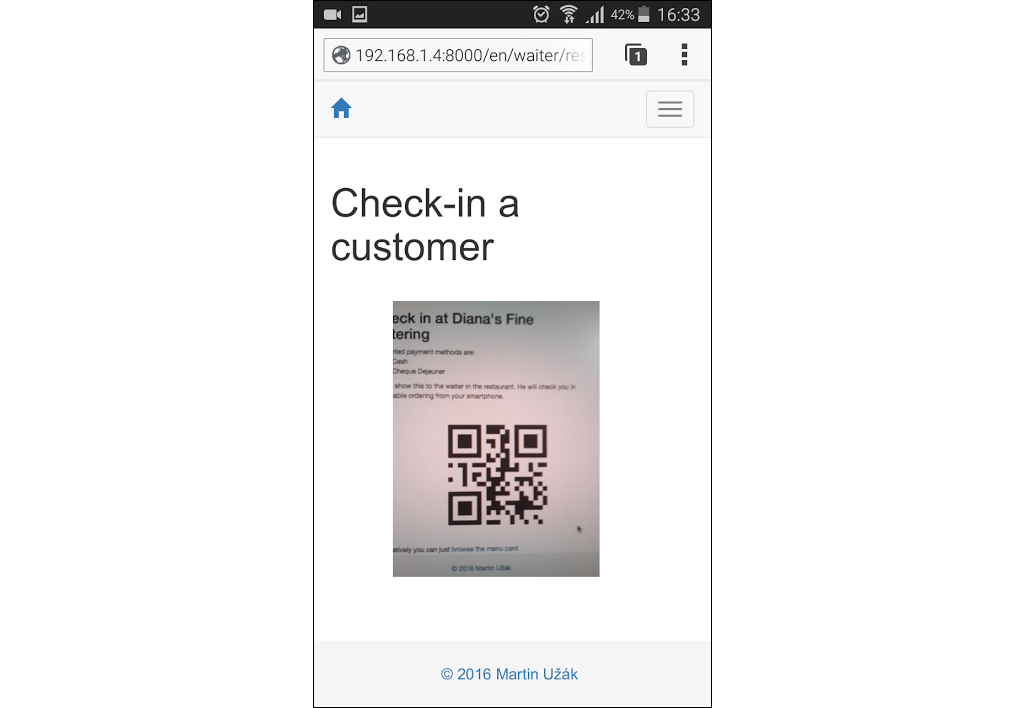 42% 16:33
192.168.1.4:8000/en/waiter/res
1
Check-in a
customer
eck in at Diana's Fine
tering
rted payment methods are:
Cash
Cheque Dejeuner
show this to the waiter in the restaurant. He will check you in
able ordering from your smartphone.
atively you can just browse the menu card
© 2016 Martin Užák
© 2016 Martin Užák